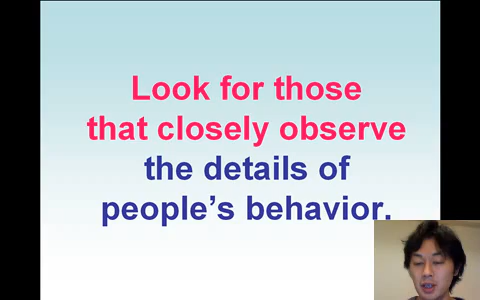 Look for those
that closely observe
the details of
people’s behavior.